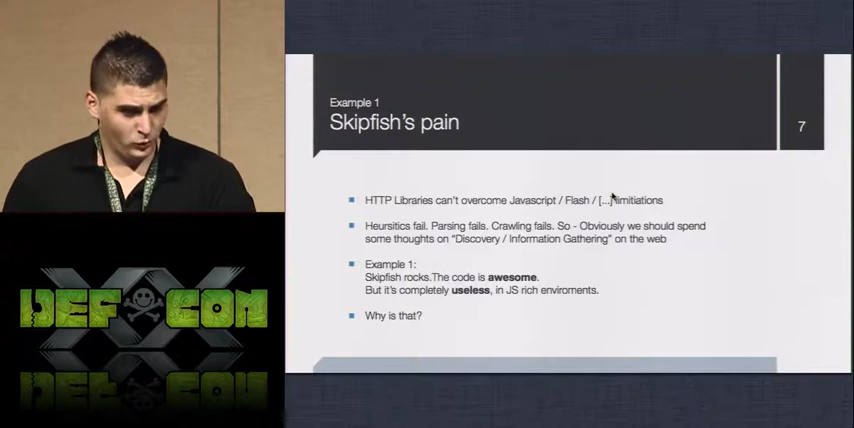 Example 1
Skipfish's pain
7
HTTP Libraries can't overcome Javascript / Flash / [...] limitiations
Heursitics fail. Parsing fails. Crawling fails. So - Obviously we should spend
some thoughts on "Discovery / Information Gathering" on the web
Example 1:
Skipfish rocks.The code is awesome.
But it's completely useless, in JS rich enviroments.
Why is that?
XX
DEF CON